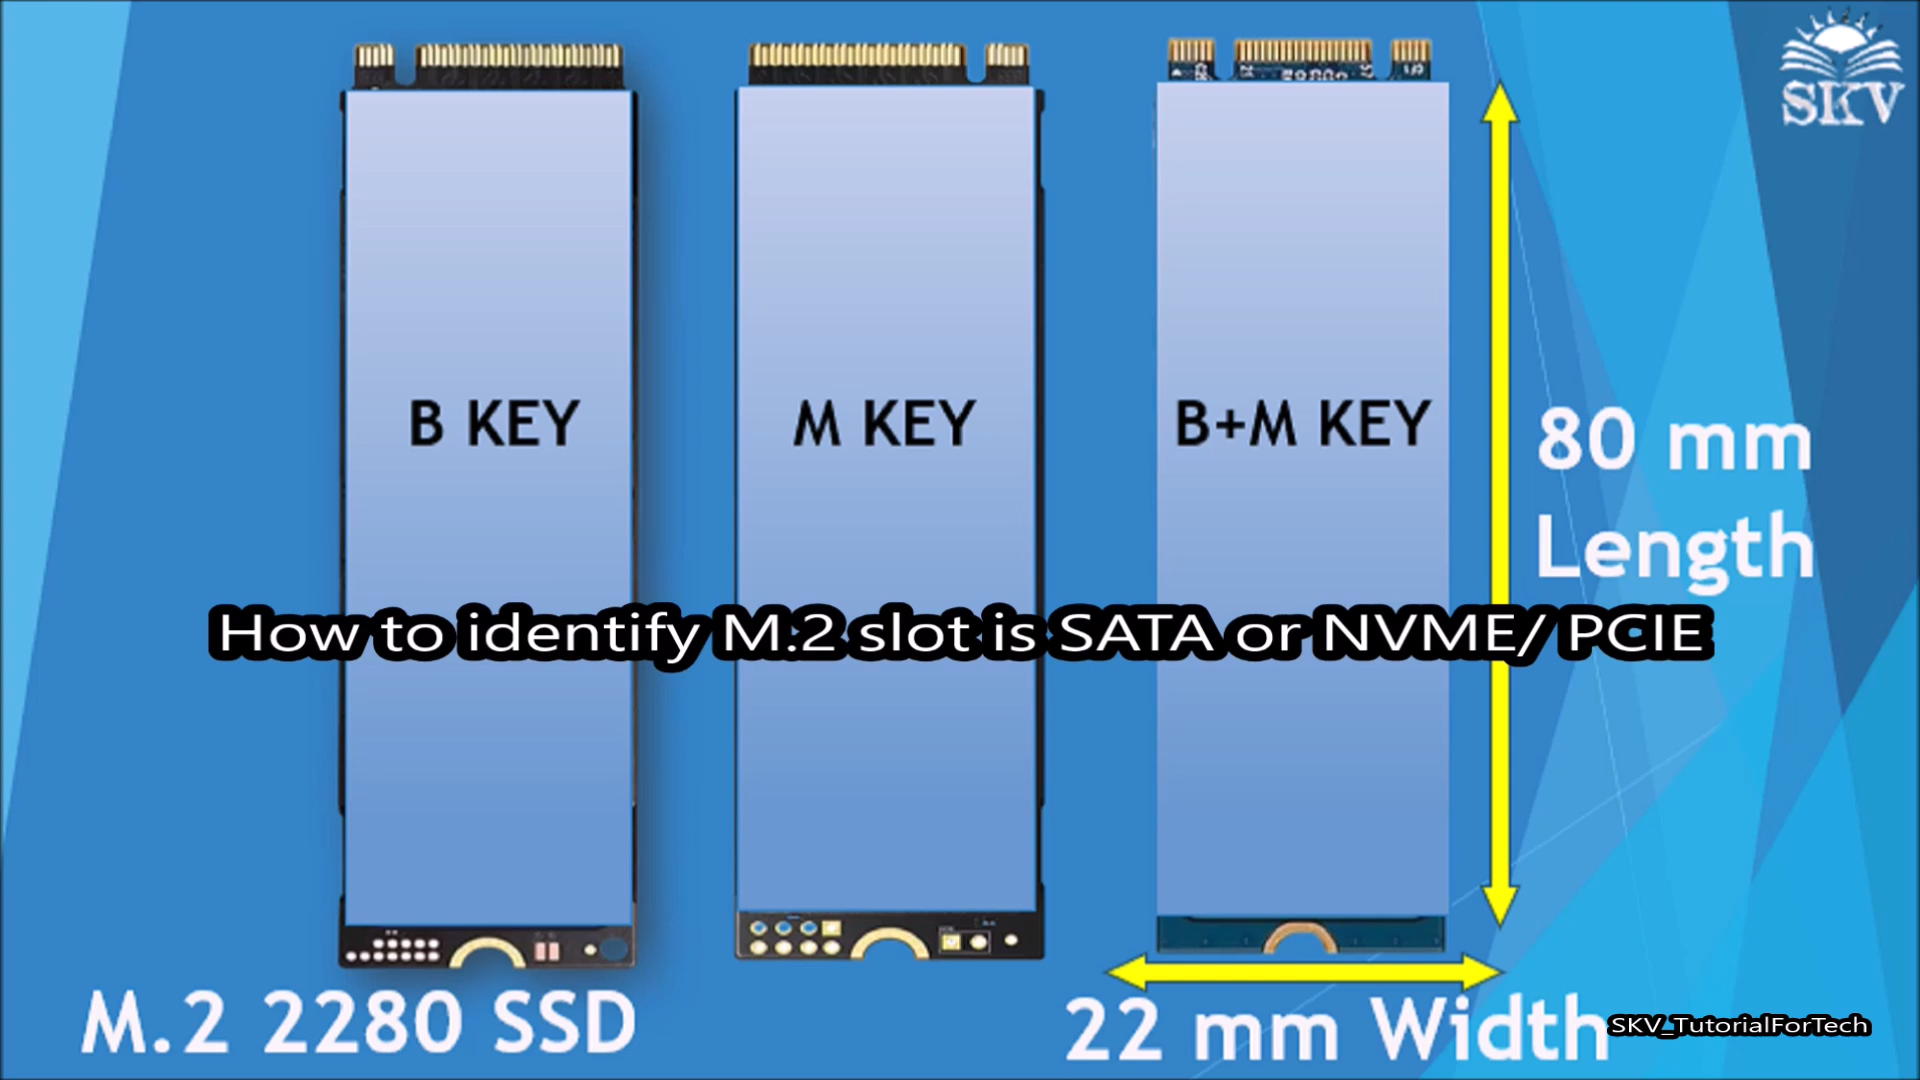 SKV
B KEY
M KEY
B+M KEY
80 mm
Length
How to identify M.2 slot is SATA or NVME/ PCIE
M.2 2280 SSD
22 mm Width
SKV_TutorialForTech